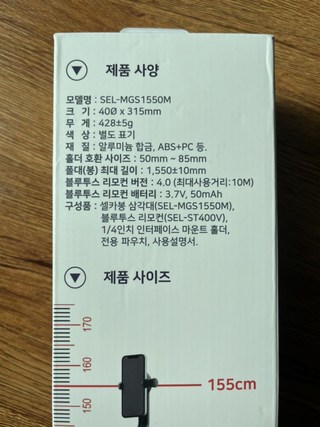 제품 사양
모델명 : SEL-MGS1550M
크 기 : 40Ø x 315mm
무 게 : 428±5g
색 상 : 별도 표기
재 질 : 알루미늄 합금, ABS+PC 등.
홀더 호환 사이즈 : 50mm ~ 85mm
폴대(봉) 최대 길이 : 1,550±10mm
블루투스 리모컨 버전 : 4.0 (최대사용거리:10M)
블루투스 리모컨 배터리 : 3.7V, 50mAh
구성품 : 셀카봉 삼각대(SEL-MGS1550M),
블루투스 리모컨(SEL-ST400V),
1/4인치 인터페이스 마운트 홀더,
전용 파우치, 사용설명서.
제품 사이즈
170
160
155cm
150